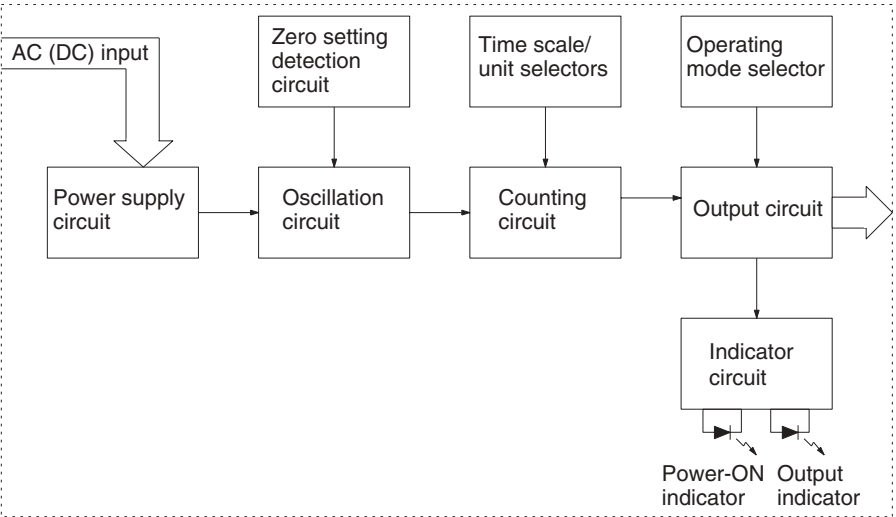 AC (DC) input
Zero setting
detection
circuit
Time scale/
unit selectors
Operating
mode selector
Power supply
circuit
Oscillation
circuit
Counting
circuit
Output circuit
Indicator
circuit
Power-ON
indicator
Output
indicator